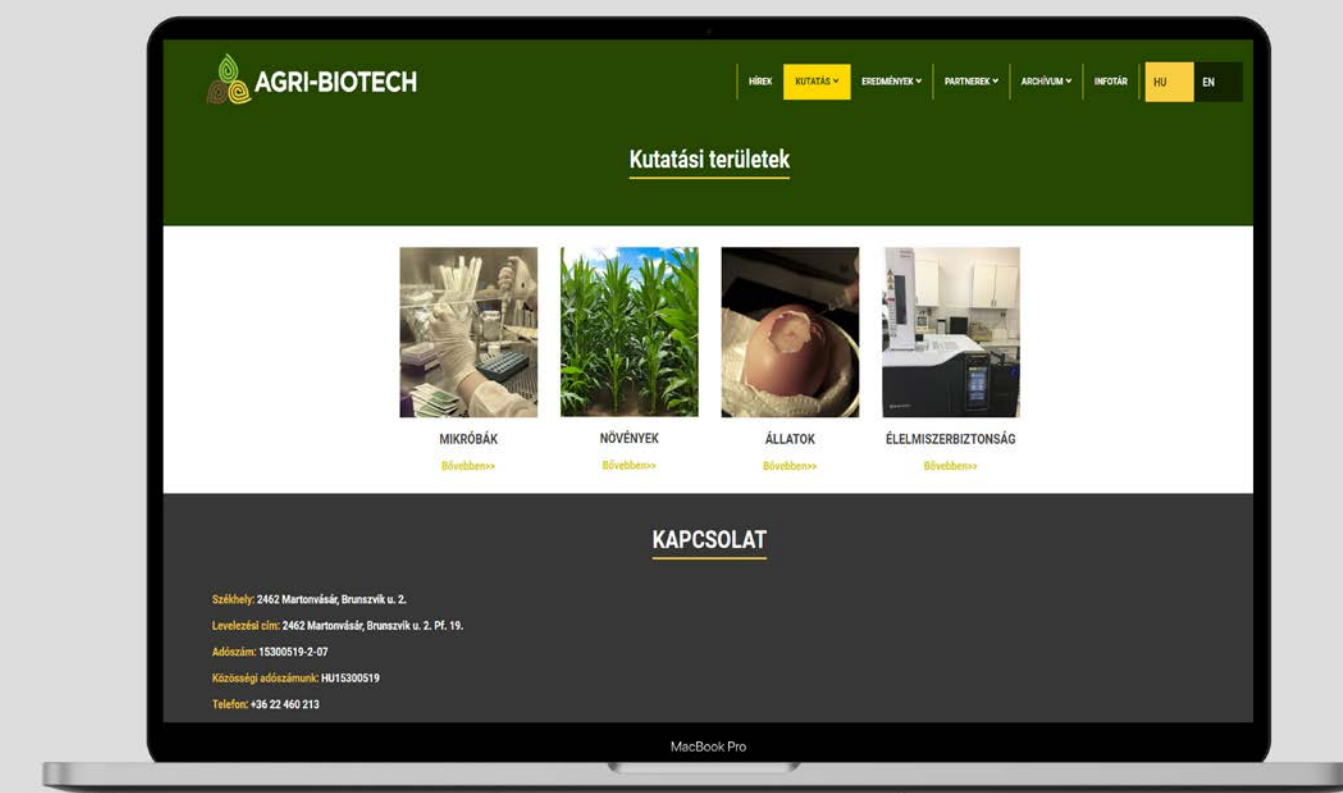 AGRI-BIOTECH
HÍREK
KUTATÁS
EREDMÉNYEK
PARTNEREK
ARCHÍVUM
INFOTÁR
HU
EN
Kutatási területek
MIKRÓBÁK
NÖVÉNYEK
ÁLLATOK
ÉLELMISZERBIZTONSÁG
Bővebben>>
Bővebben>>
Bővebben>>
Bővebben>>
KAPCSOLAT
Székhely: 2462 Martonvásár, Brunszvik u. 2.
Levelezési cím: 2462 Martonvásár, Brunszvik u. 2. Pf. 19.
Adószám: 15300519-2-07
Közösségi adószámunk: HU15300519
Telefon: +36 22 460 213
MacBook Pro